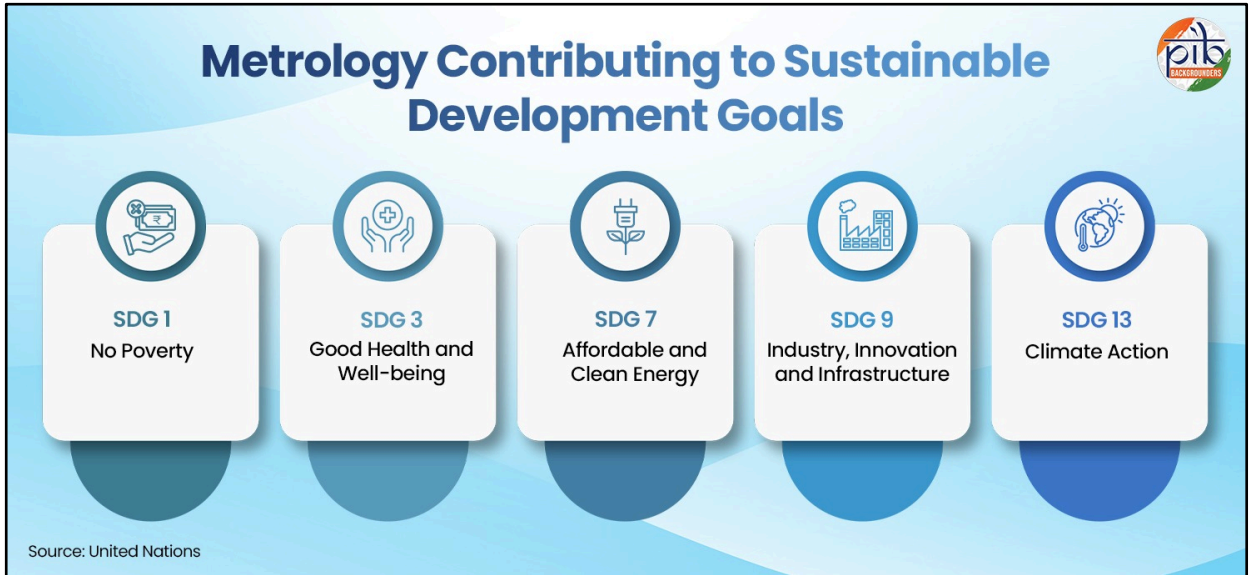 Metrology Contributing to Sustainable
Development Goals
pib
BACKGROUNDERS
SDG 1
No Poverty
SDG 3
Good Health and
Well-being
SDG 7
Affordable and
Clean Energy
SDG 9
Industry, Innovation
and Infrastructure
SDG 13
Climate Action
Source: United Nations